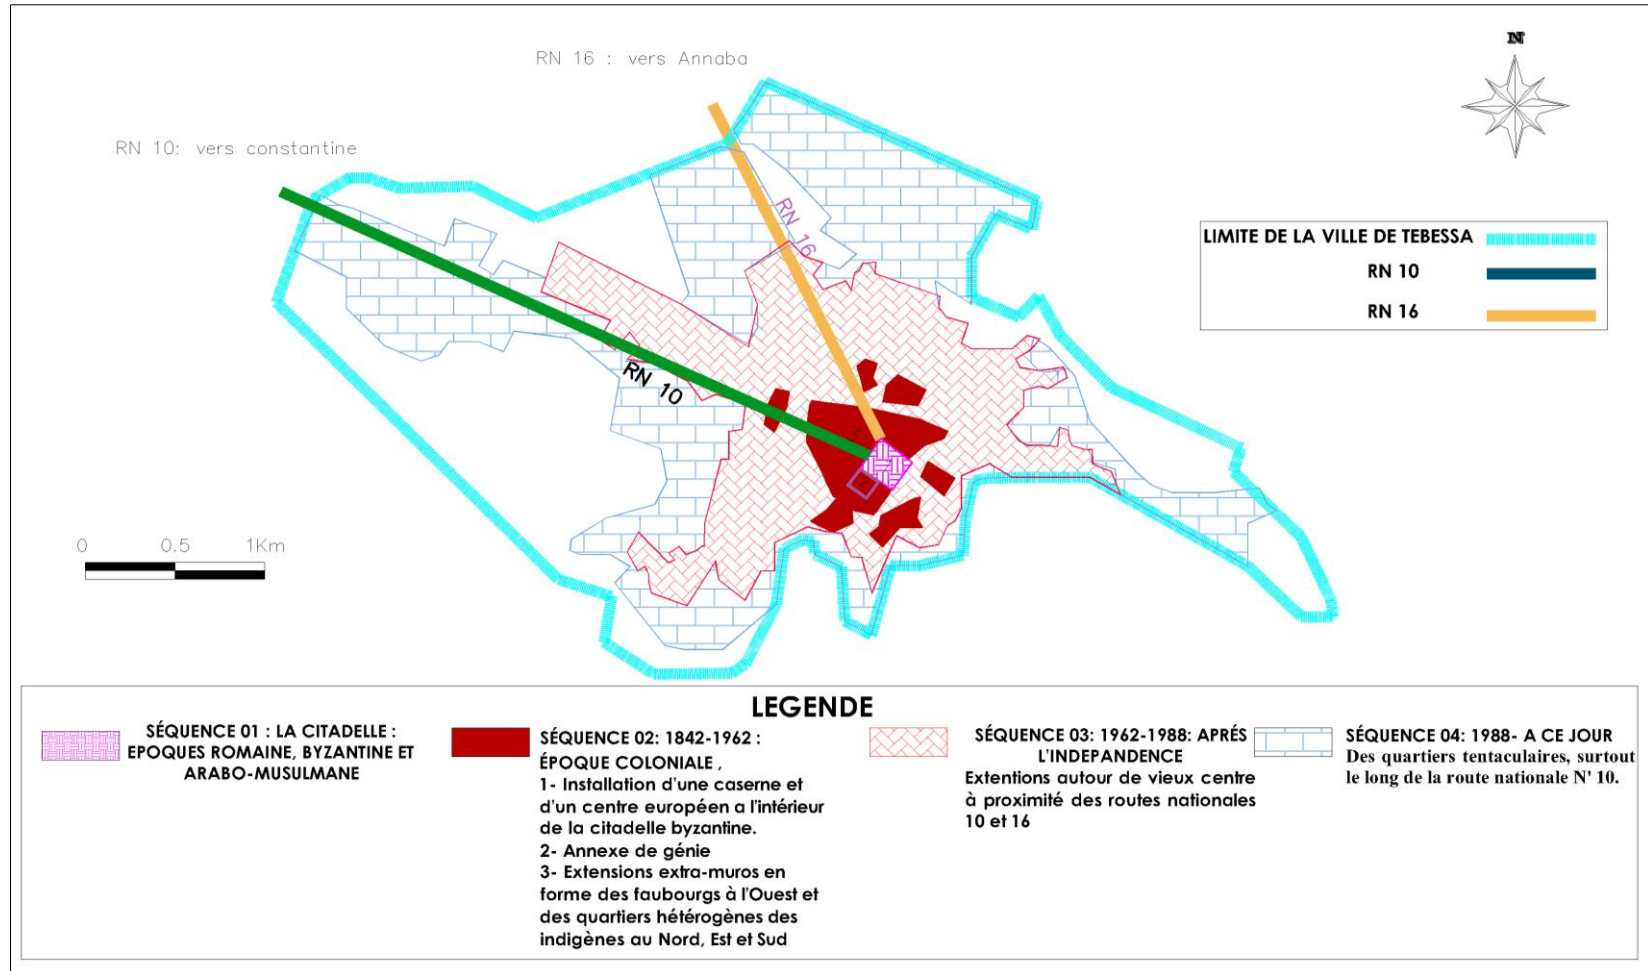 N
RN 16 : vers Annaba
RN 10: vers constantine
RN 16
LIMITE DE LA VILLE DE TEBESSA
RN 10
RN 16
RN 10
0 0.5 1Km
2
LEGENDE
SÉQUENCE 01 : LA CITADELLE :
EPOQUES ROMAINE, BYZANTINE ET
ARABO-MUSULMANE
SÉQUENCE 02: 1842-1962 :
ÉPOQUE COLONIALE ,
1- Installation d'une caserne et
d'un centre européen a l'intérieur
de la citadelle byzantine.
2- Annexe de génie
3- Extensions extra-muros en
forme des faubourgs à l'Ouest et
des quartiers hétérogènes des
indigènes au Nord, Est et Sud
SÉQUENCE 03: 1962-1988: APRÉS
L'INDEPANDENCE
Extentions autour de vieux centre
à proximité des routes nationales
10 et 16
SÉQUENCE 04: 1988- A CE JOUR
Des quartiers tentaculaires, surtout
le long de la route nationale N' 10.